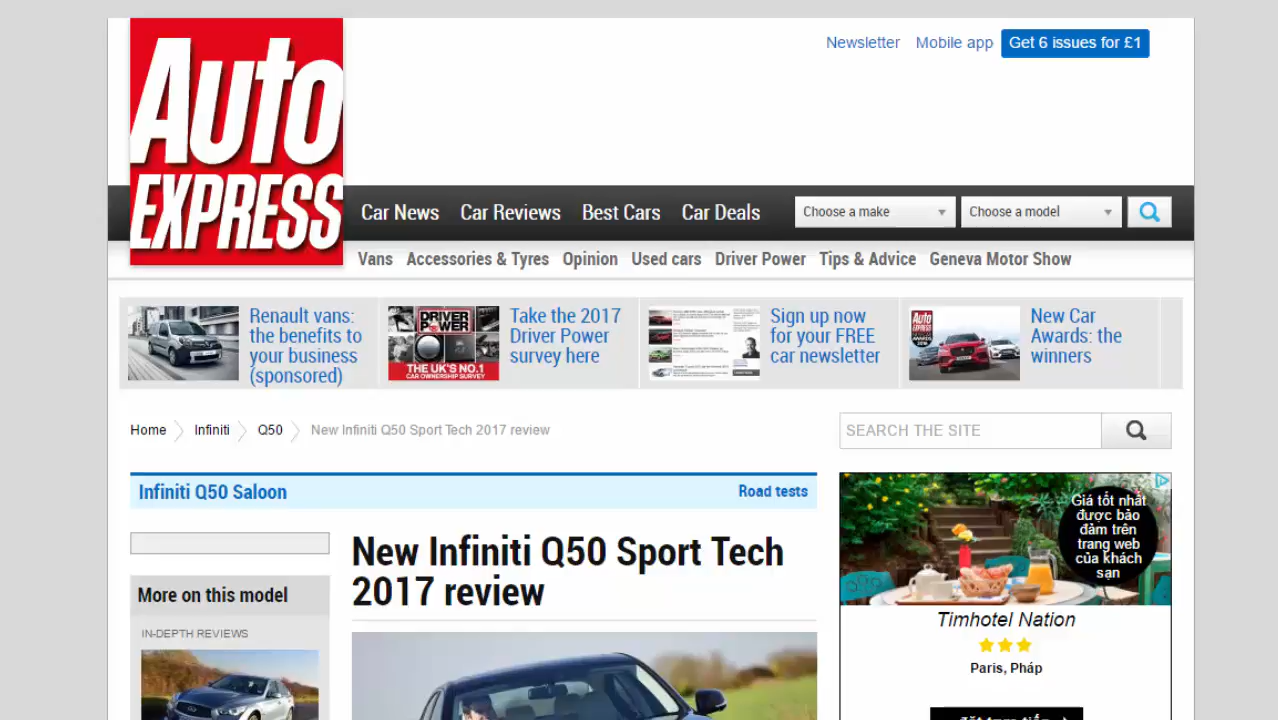 Auto
EXPRESS
Newsletter
Mobile app
Get 6 issues for £1
Car News
Car Reviews
Best Cars
Car Deals
Choose a make
Choose a model
Vans
Accessories & Tyres
Opinion
Used cars
Driver Power
Tips & Advice
Geneva Motor Show
Renault vans:
the benefits to
your business
(sponsored)
DRIVER
POWER
THE UK'S NO.1
CAR OWNERSHIP SURVEY
Take the 2017
Driver Power
survey here
Sign up now
for your FREE
car newsletter
Auto
EXPRESS
New Car
Awards: the
winners
Home
Infiniti
Q50
New Infiniti Q50 Sport Tech 2017 review
SEARCH THE SITE
Infiniti Q50 Saloon
Road tests
Giá tốt nhất
được bảo
đảm trên
trang web
của khách
sạn
New Infiniti Q50 Sport Tech
2017 review
More on this model
IN-DEPTH REVIEWS
Timhotel Nation
Paris, Pháp